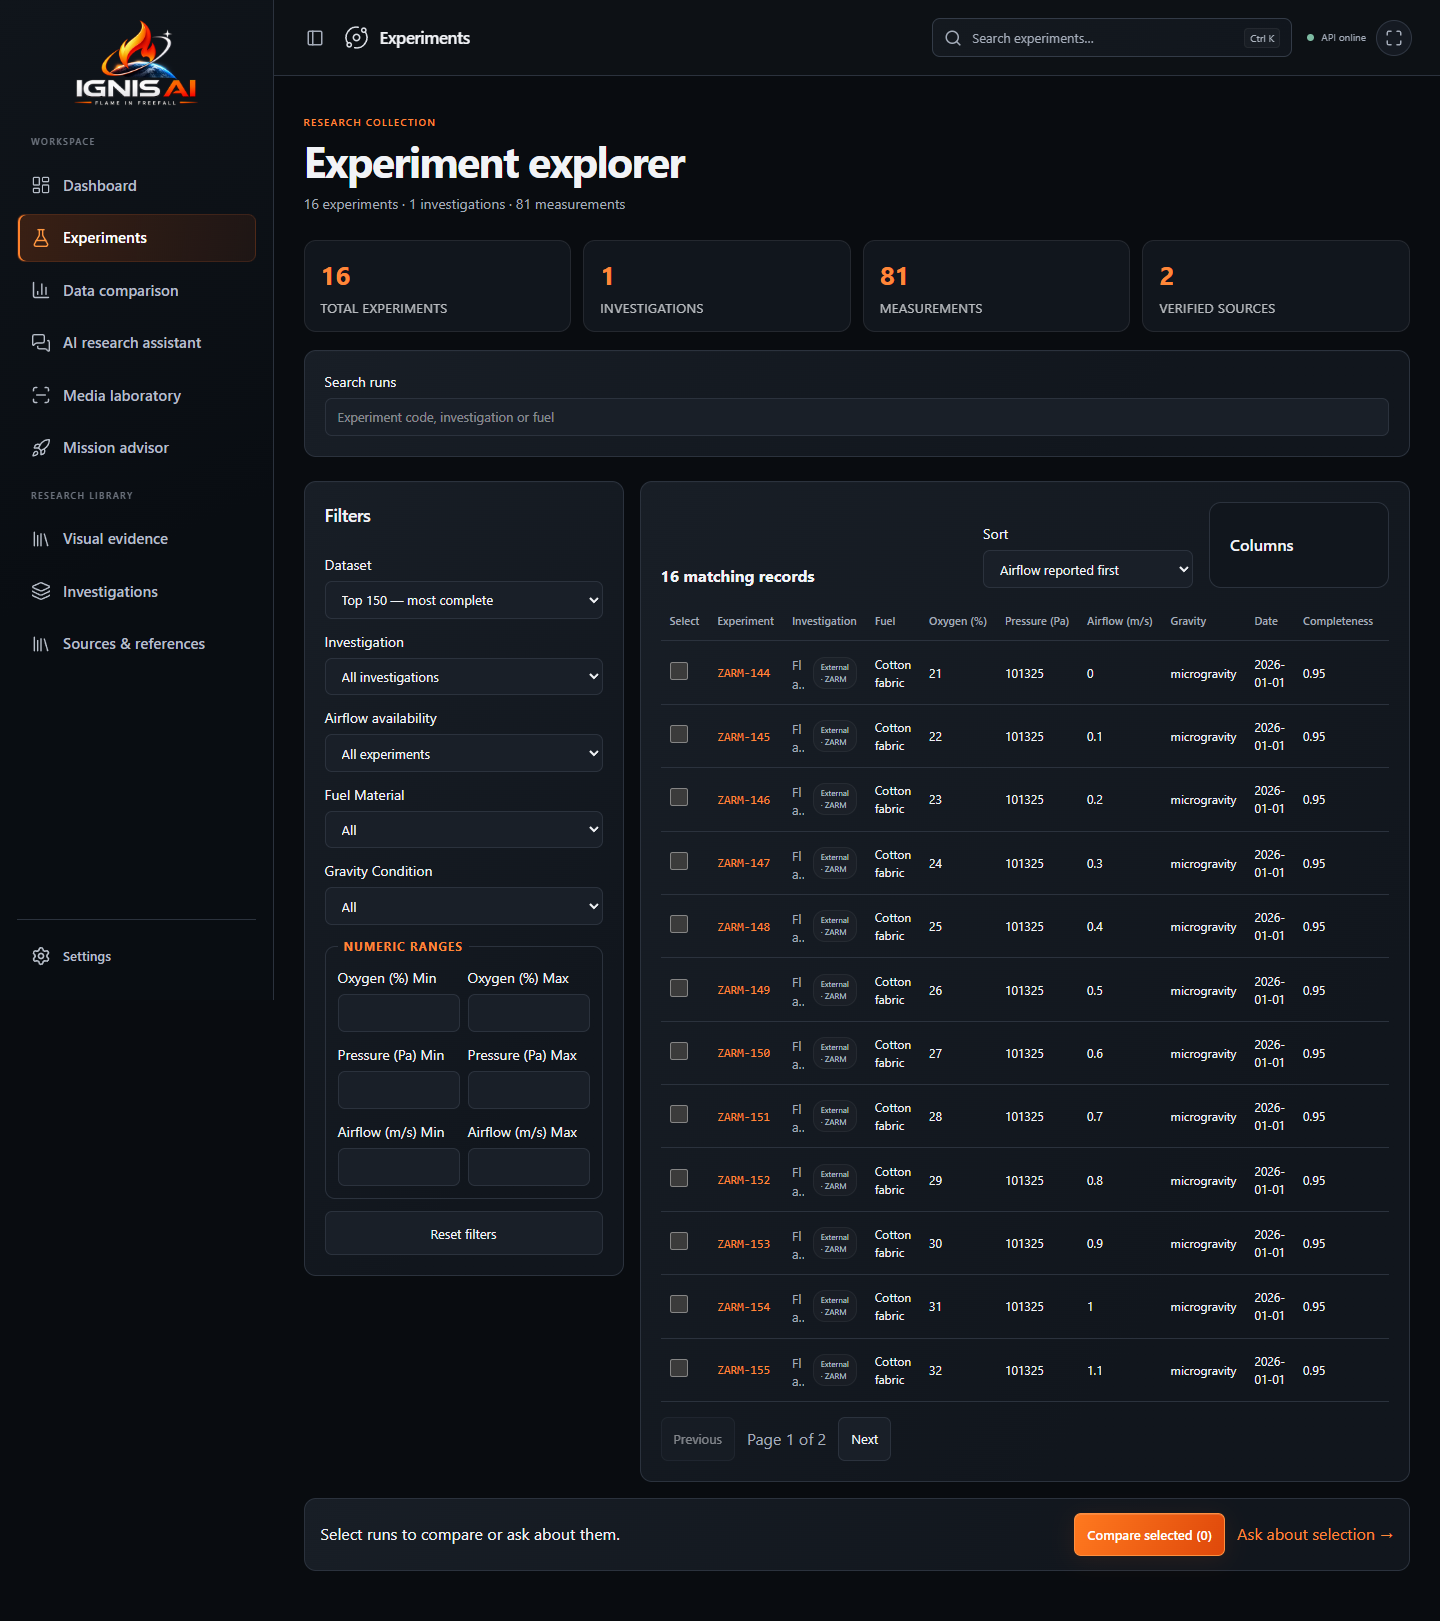 IGNIS AI
FLAME IN FREEFALL
WORKSPACE
Dashboard
Experiments
Data comparison
AI research assistant
Media laboratory
Mission advisor
RESEARCH LIBRARY
Visual evidence
Investigations
Sources & references
Settings
Experiments
Search experiments...
Ctrl K
API online
RESEARCH COLLECTION
Experiment explorer
16 experiments · 1 investigations · 81 measurements
16
TOTAL EXPERIMENTS
1
INVESTIGATIONS
81
MEASUREMENTS
2
VERIFIED SOURCES
Search runs
Experiment code, investigation or fuel
Filters
Dataset
Top 150 — most complete
Investigation
All investigations
Airflow availability
All experiments
Fuel Material
All
Gravity Condition
All
NUMERIC RANGES
Oxygen (%) Min Oxygen (%) Max
Pressure (Pa) Min Pressure (Pa) Max
Airflow (m/s) Min Airflow (m/s) Max
Reset filters
16 matching records
Sort
Airflow reported first
Columns
Select Experiment Investigation Fuel Oxygen (%) Pressure (Pa) Airflow (m/s) Gravity Date Completeness
ZARM-144 Fl a.. External · ZARM Cotton fabric 21 101325 0 microgravity 2026-01-01 0.95
ZARM-145 Fl a.. External · ZARM Cotton fabric 22 101325 0.1 microgravity 2026-01-01 0.95
ZARM-146 Fl a.. External · ZARM Cotton fabric 23 101325 0.2 microgravity 2026-01-01 0.95
ZARM-147 Fl a.. External · ZARM Cotton fabric 24 101325 0.3 microgravity 2026-01-01 0.95
ZARM-148 Fl a.. External · ZARM Cotton fabric 25 101325 0.4 microgravity 2026-01-01 0.95
ZARM-149 Fl a.. External · ZARM Cotton fabric 26 101325 0.5 microgravity 2026-01-01 0.95
ZARM-150 Fl a.. External · ZARM Cotton fabric 27 101325 0.6 microgravity 2026-01-01 0.95
ZARM-151 Fl a.. External · ZARM Cotton fabric 28 101325 0.7 microgravity 2026-01-01 0.95
ZARM-152 Fl a.. External · ZARM Cotton fabric 29 101325 0.8 microgravity 2026-01-01 0.95
ZARM-153 Fl a.. External · ZARM Cotton fabric 30 101325 0.9 microgravity 2026-01-01 0.95
ZARM-154 Fl a.. External · ZARM Cotton fabric 31 101325 1 microgravity 2026-01-01 0.95
ZARM-155 Fl a.. External · ZARM Cotton fabric 32 101325 1.1 microgravity 2026-01-01 0.95
Previous Page 1 of 2 Next
Select runs to compare or ask about them.
Compare selected (0)
Ask about selection →